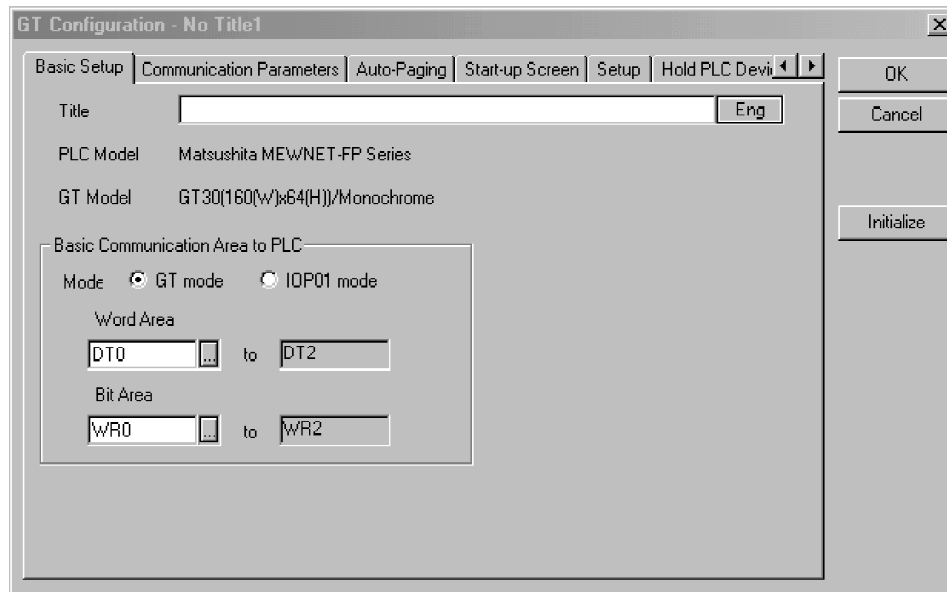 GT Configuration - No Title1
Basic Setup Communication Parameters Auto-Paging Start-up Screen Setup Hold PLC Devi
OK
Title Eng
Cancel
PLC Model Matsushita MEWNET-FP Series
GT Model GT30(160(W)x64(H))/Monochrome
Initialize
Basic Communication Area to PLC
Mode GT mode IOP01 mode
Word Area
DT0 ... to DT2
Bit Area
WR0 ... to WR2